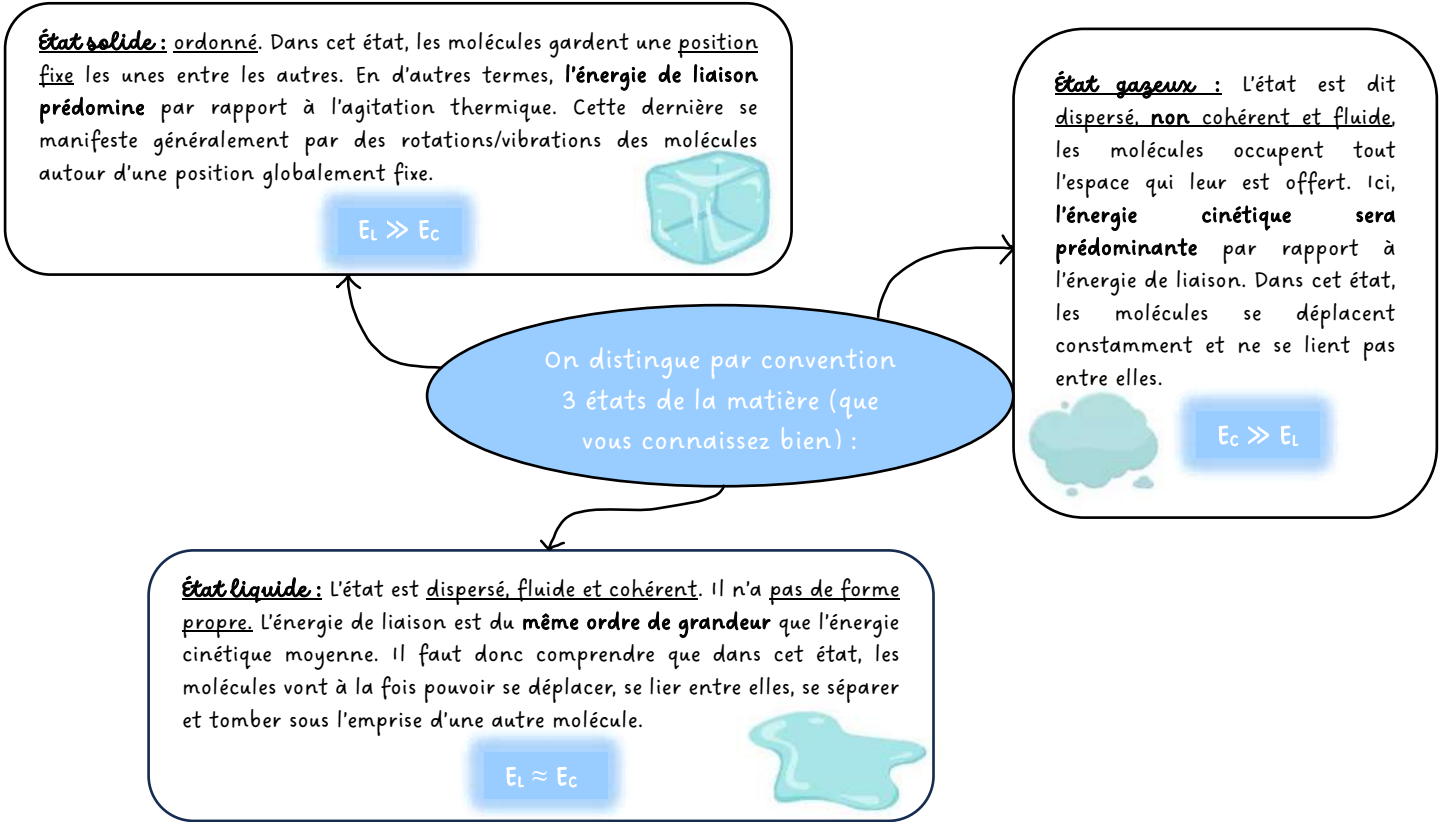 État solide : ordonné. Dans cet état, les molécules gardent une position
fixe les unes entre les autres. En d'autres termes, l'énergie de liaison
prédomine par rapport à l'agitation thermique. Cette dernière se
manifeste généralement par des rotations/vibrations des molécules
autour d'une position globalement fixe.
EL ≫ EC
État gazeux : L'état est dit
dispersé, non cohérent et fluide,
les molécules occupent tout
l'espace qui leur est offert. Ici,
l'énergie cinétique sera
prédominante par rapport à
l'énergie de liaison. Dans cet état,
les molécules se déplacent
constamment et ne se lient pas
entre elles.
EC ≫ EL
On distingue par convention
3 états de la matière (que
vous connaissez bien) :
État liquide : L'état est dispersé, fluide et cohérent. Il n'a pas de forme
propre. L'énergie de liaison est du même ordre de grandeur que l'énergie
cinétique moyenne. Il faut donc comprendre que dans cet état, les
molécules vont à la fois pouvoir se déplacer, se lier entre elles, se séparer
et tomber sous l'emprise d'une autre molécule.
EL ≈ EC